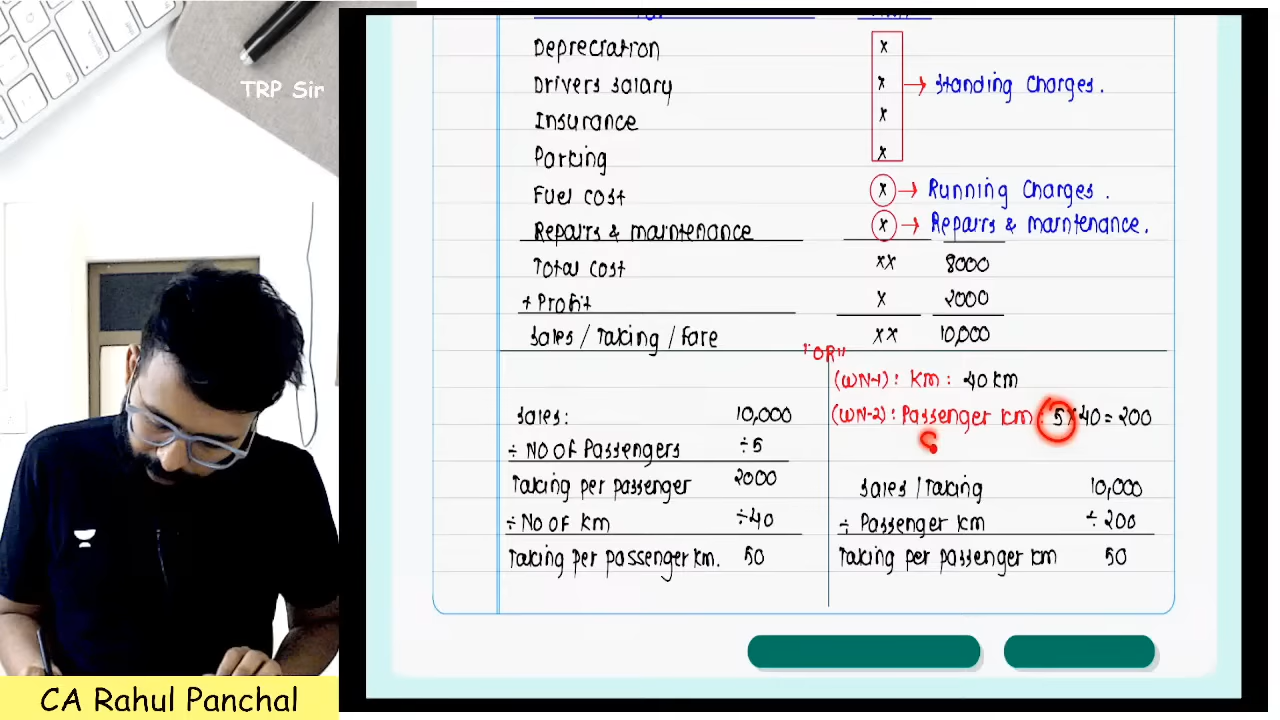 TRP Sir
Depreciation x
Drivers salary x → Standing Charges.
Insurance x
Parking x
Fuel cost x → Running Charges.
Repairs & maintenance x → Repairs & maintenance.
Total cost xx 8000
+ Profit x 2000
Sales / Taking / Fare xx 10,000
"OR"
(WN-1) : Km : 40 km
(WN-2) : Passenger km : 5 x 40 = 200
Sales: 10,000
÷ NO of Passengers ÷5
Taking per passenger 2000
÷ No of km ÷40
Taking per passenger km. 50
Sales / Taking 10,000
÷ Passenger km ÷ 200
Taking per passenger km 50
CA Rahul Panchal